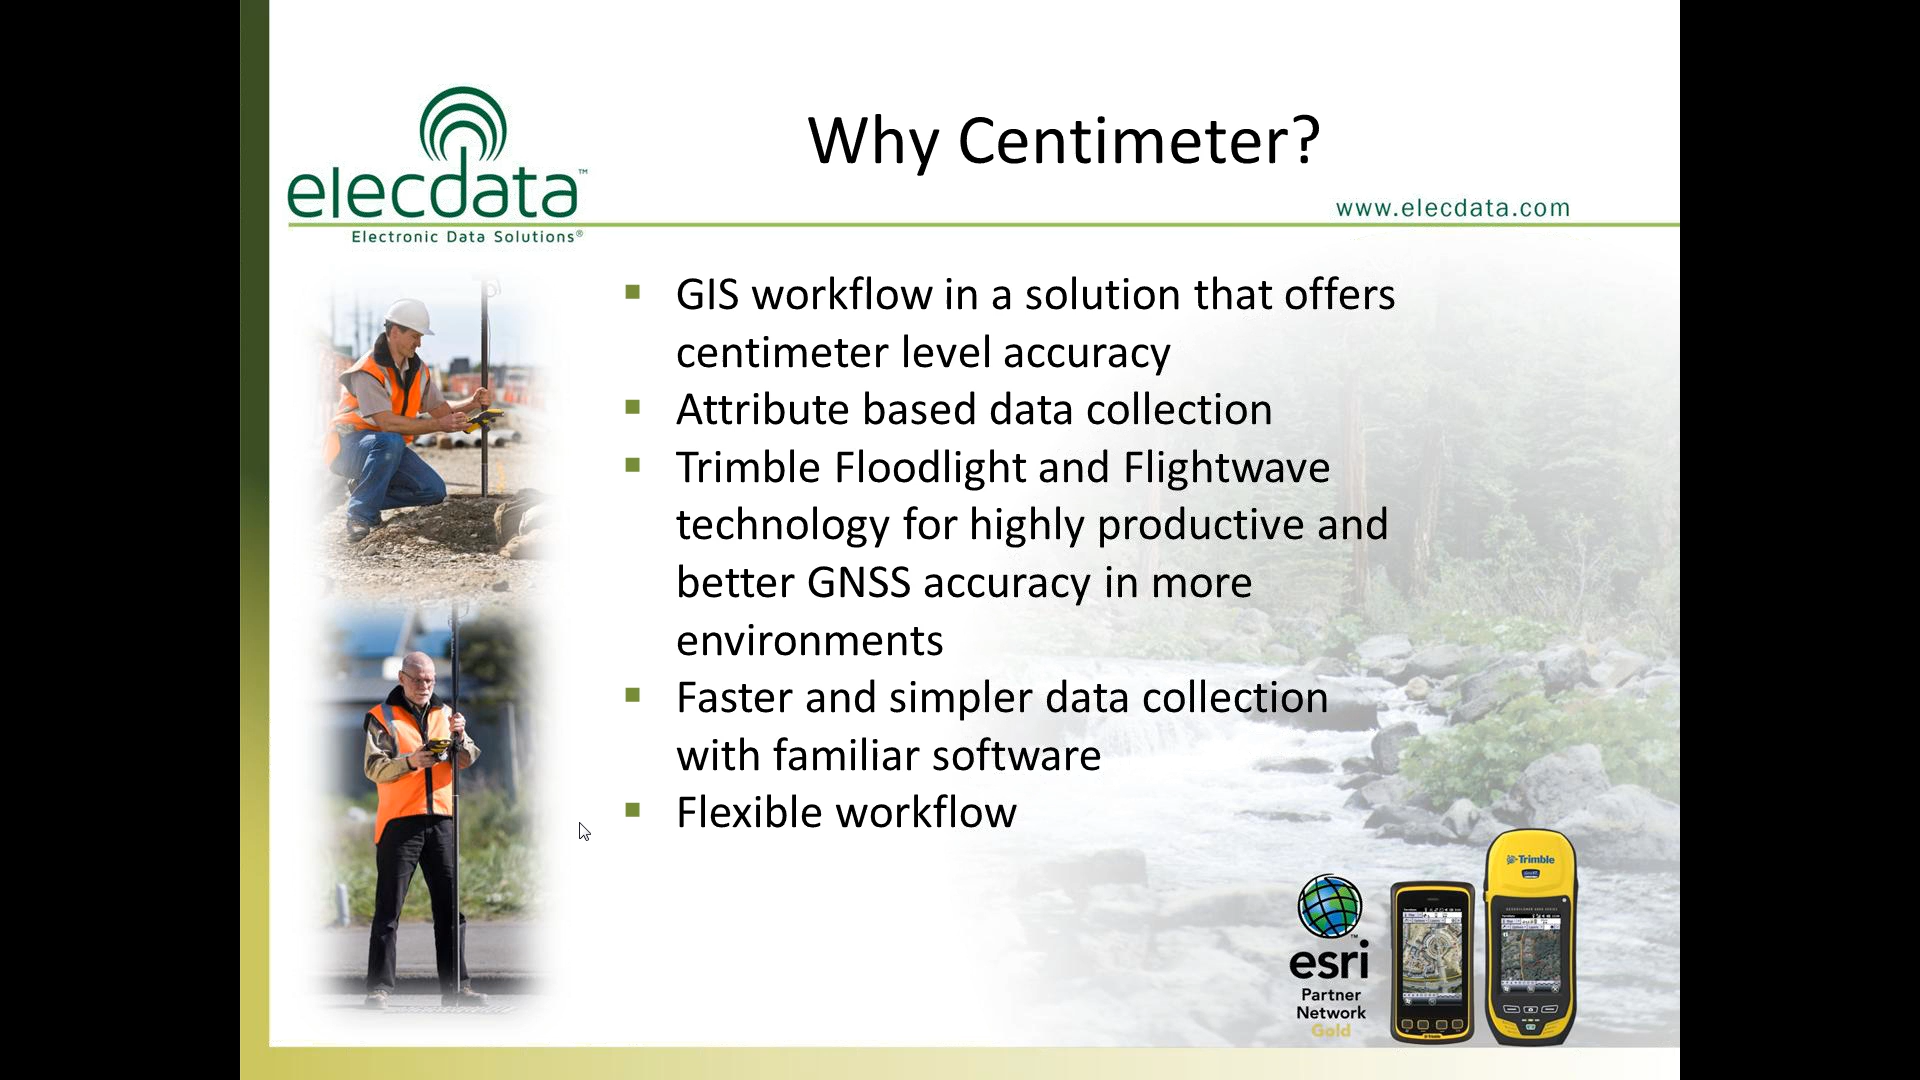 Why Centimeter?
elecdata™
www.elecdata.com
Electronic Data Solutions®
▪ GIS workflow in a solution that offers
centimeter level accuracy
▪ Attribute based data collection
▪ Trimble Floodlight and Flightwave
technology for highly productive and
better GNSS accuracy in more
environments
▪ Faster and simpler data collection
with familiar software
▪ Flexible workflow
Trimble
esri™
Partner
Network
Gold